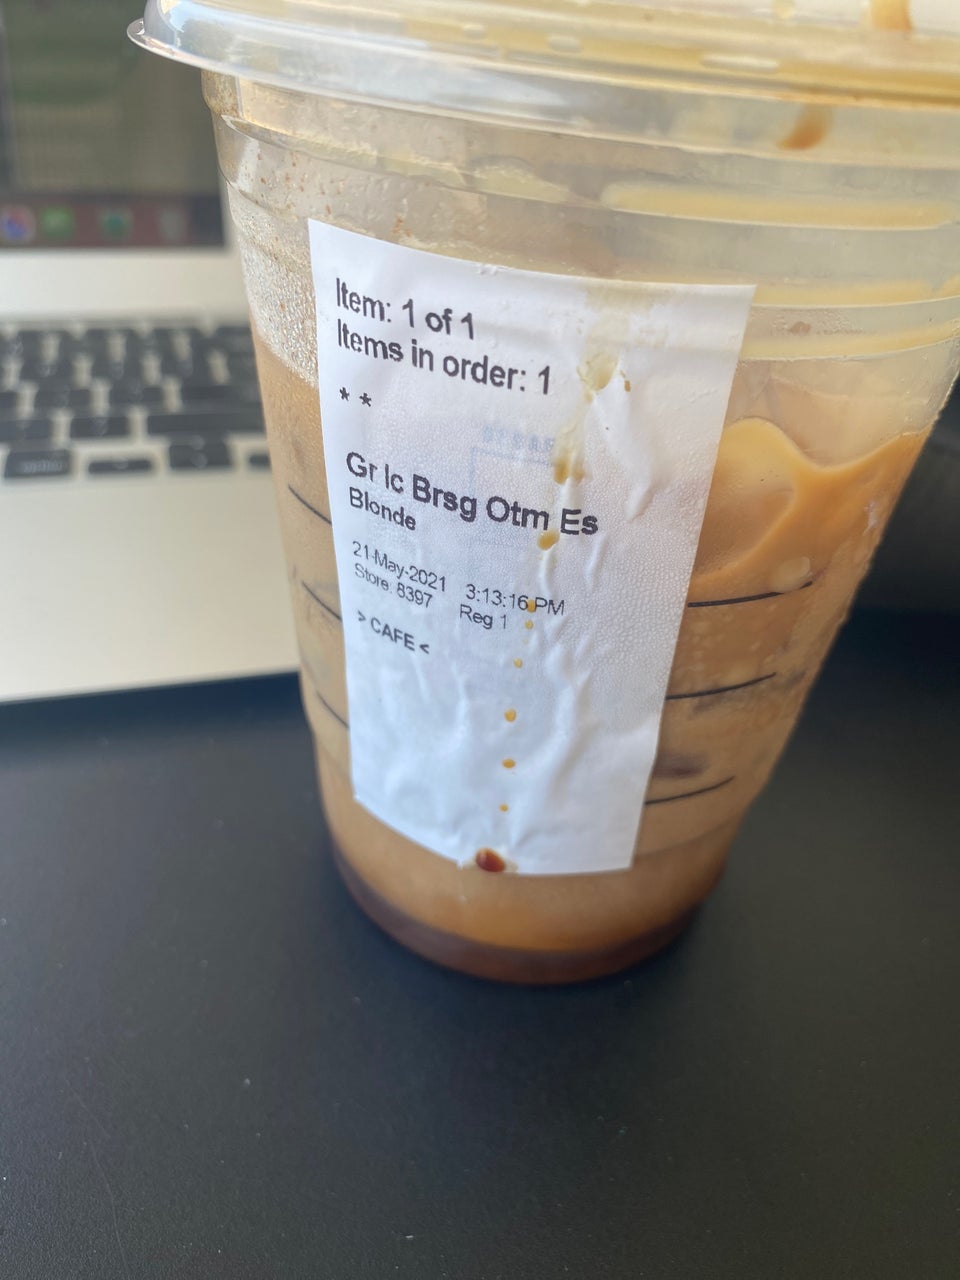 Item: 1 of 1
Items in order: 1
* *
Gr Ic Brsg Otm Es
Blonde
21-May-2021 3:13:16 PM
Store: 8397 Reg 1
> CAFE <